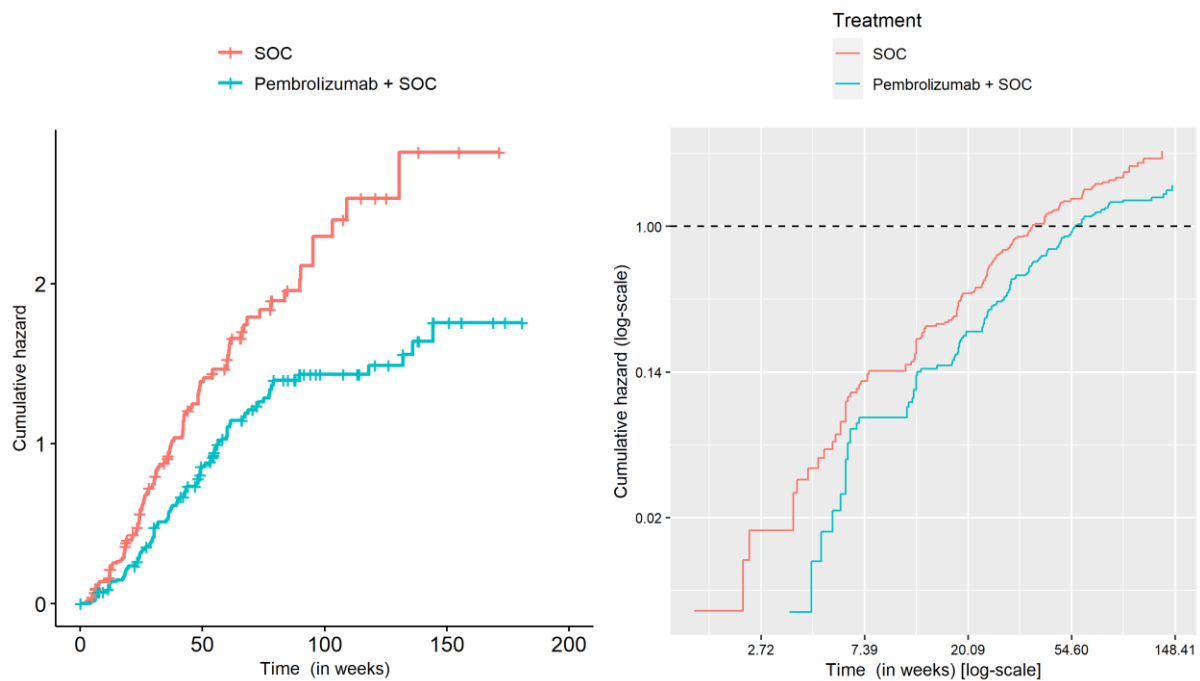 SOC
Pembrolizumab + SOC
Cumulative hazard
2
1
0
0
50
100
150
200
Time (in weeks)
Treatment
SOC
Pembrolizumab + SOC
Cumulative hazard (log-scale)
1.00
0.14
0.02
2.72
7.39
20.09
54.60
148.41
Time (in weeks) [log-scale]